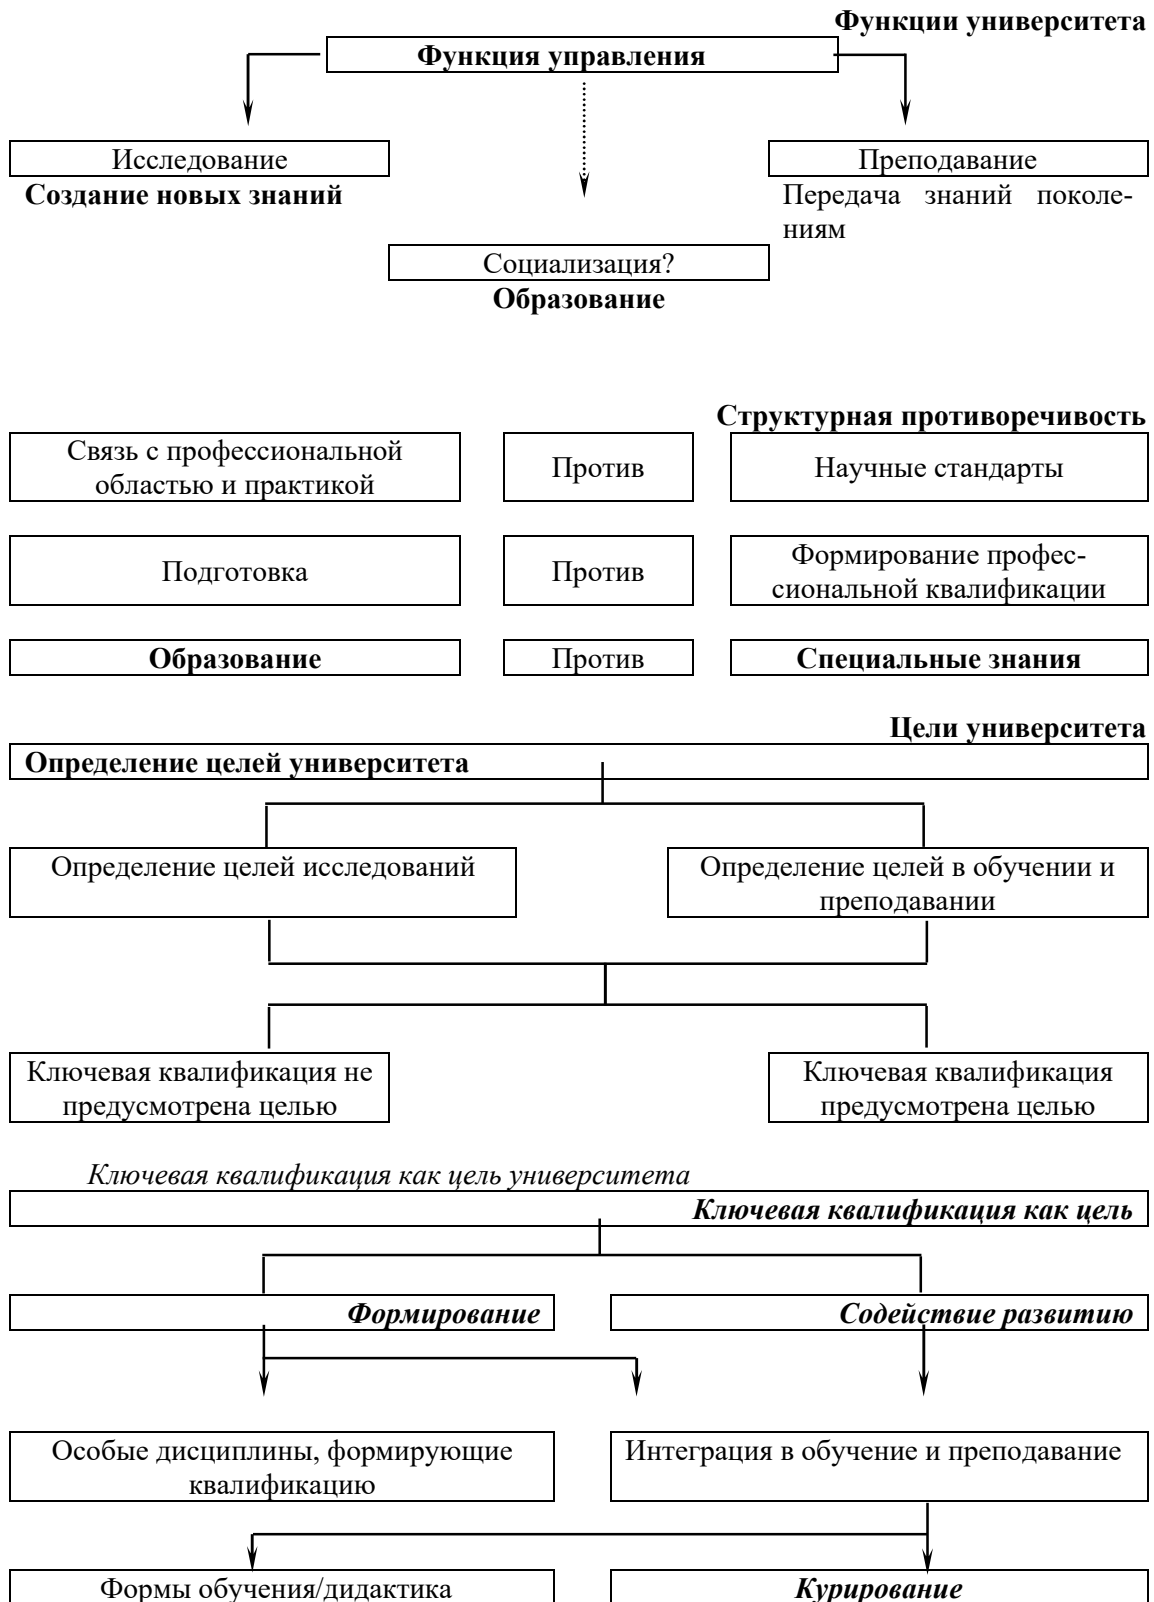 Функции университета
Функция управления
Исследование
Преподавание
Создание новых знаний
Передача знаний поколе-
ниям
Социализация?
Образование
Структурная противоречивость
Связь с профессиональной
областью и практикой
Против
Научные стандарты
Подготовка
Против
Формирование профес-
сиональной квалификации
Образование
Против
Специальные знания
Цели университета
Определение целей университета
Определение целей исследований
Определение целей в обучении и
преподавании
Ключевая квалификация не
предусмотрена целью
Ключевая квалификация
предусмотрена целью
Ключевая квалификация как цель университета
Ключевая квалификация как цель
Формирование
Содействие развитию
Особые дисциплины, формирующие
квалификацию
Интеграция в обучение и преподавание
Формы обучения/дидактика
Курирование